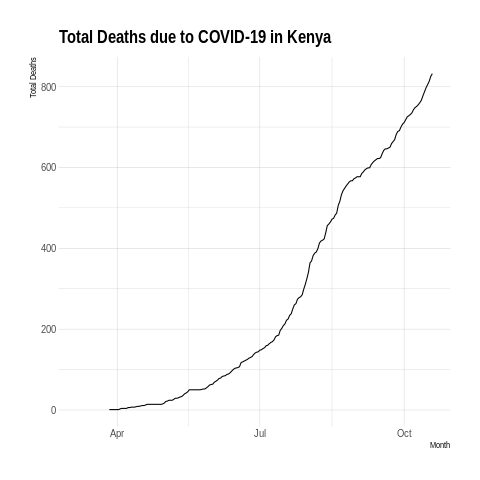 Total Deaths due to COVID-19 in Kenya
Total Deaths
800
600
400
200
0
Apr
Jul
Oct
Month